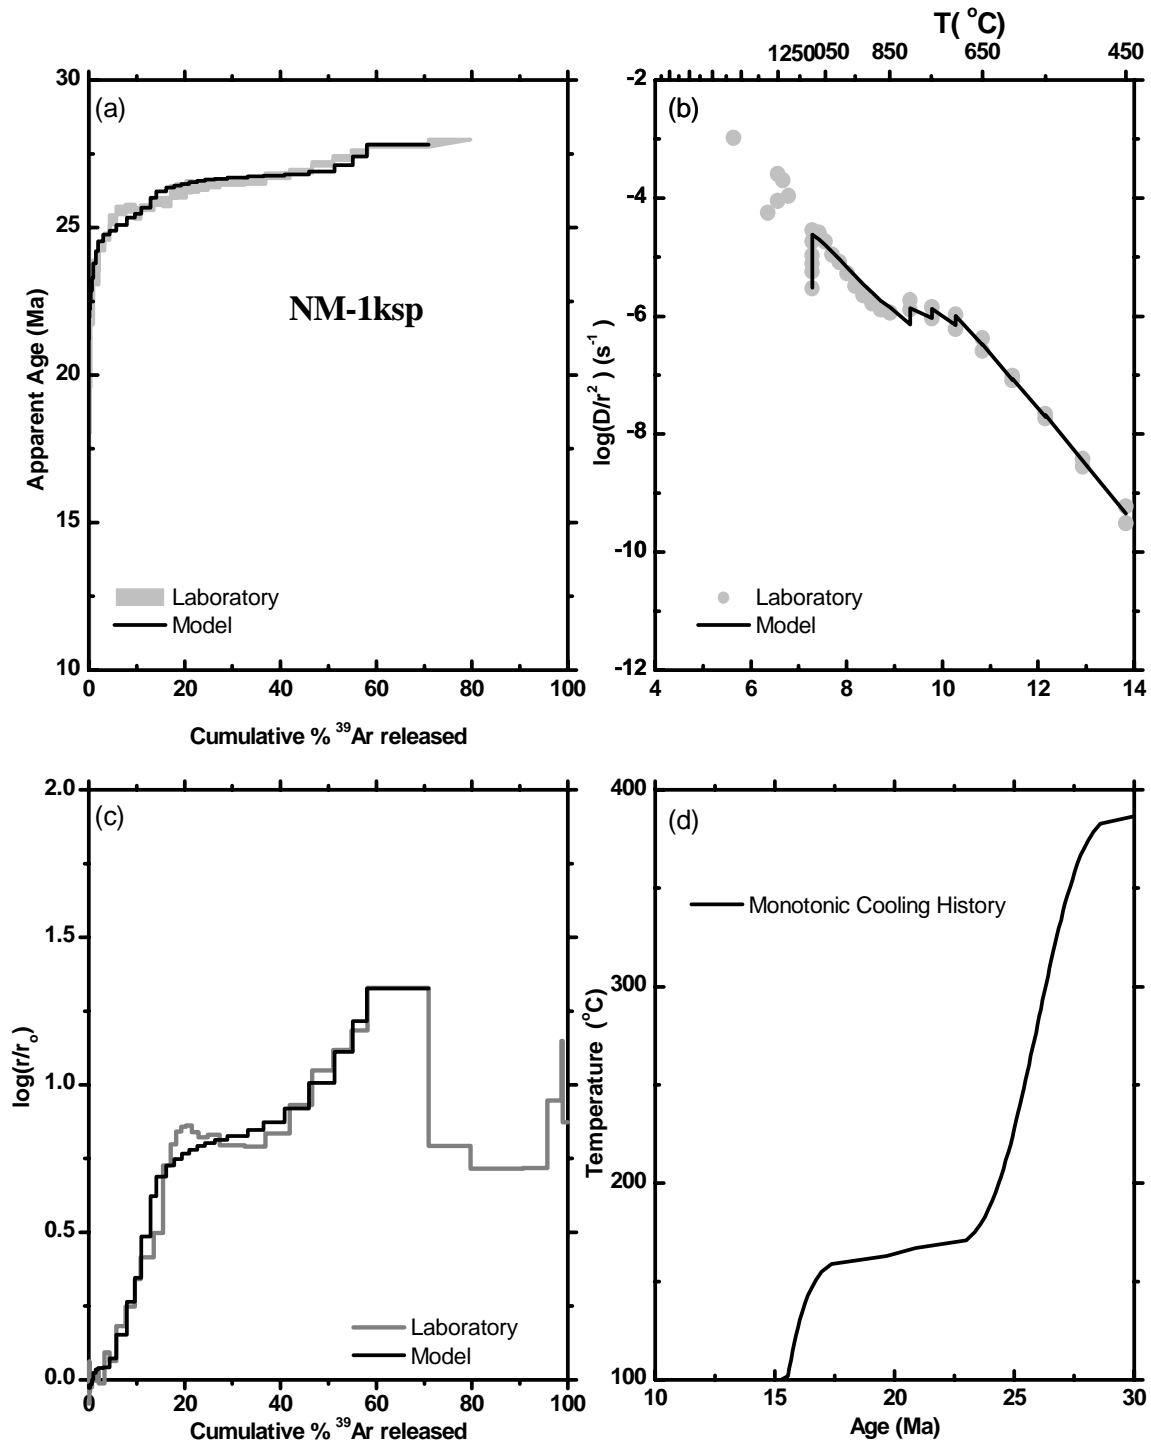 T( °C)
1250 050 850 650 450
30
25
20
15
10
Apparent Age (Ma)
(a)
NM-1ksp
Laboratory
Model
0 20 40 60 80 100
Cumulative % ³⁹Ar released
-2
-4
-6
-8
-10
-12
log(D/r²) (s⁻¹)
(b)
Laboratory
Model
4 6 8 10 12 14
2.0
1.5
1.0
0.5
0.0
log(r/rₒ)
(c)
Laboratory
Model
0 20 40 60 80 100
Cumulative % ³⁹Ar released
400
300
200
100
Temperature (°C)
(d)
Monotonic Cooling History
10 15 20 25 30
Age (Ma)